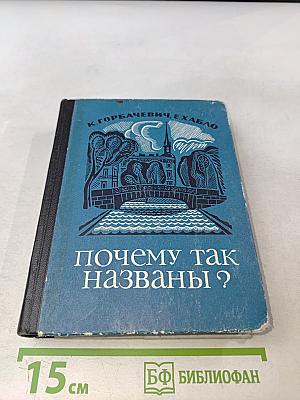 К. ГОРБАЧЕВИЧ, Е. ХАБЛО
ПОЧЕМУ ТАК
НАЗВАНЫ?
15 см
БФ БИБЛИОФАН